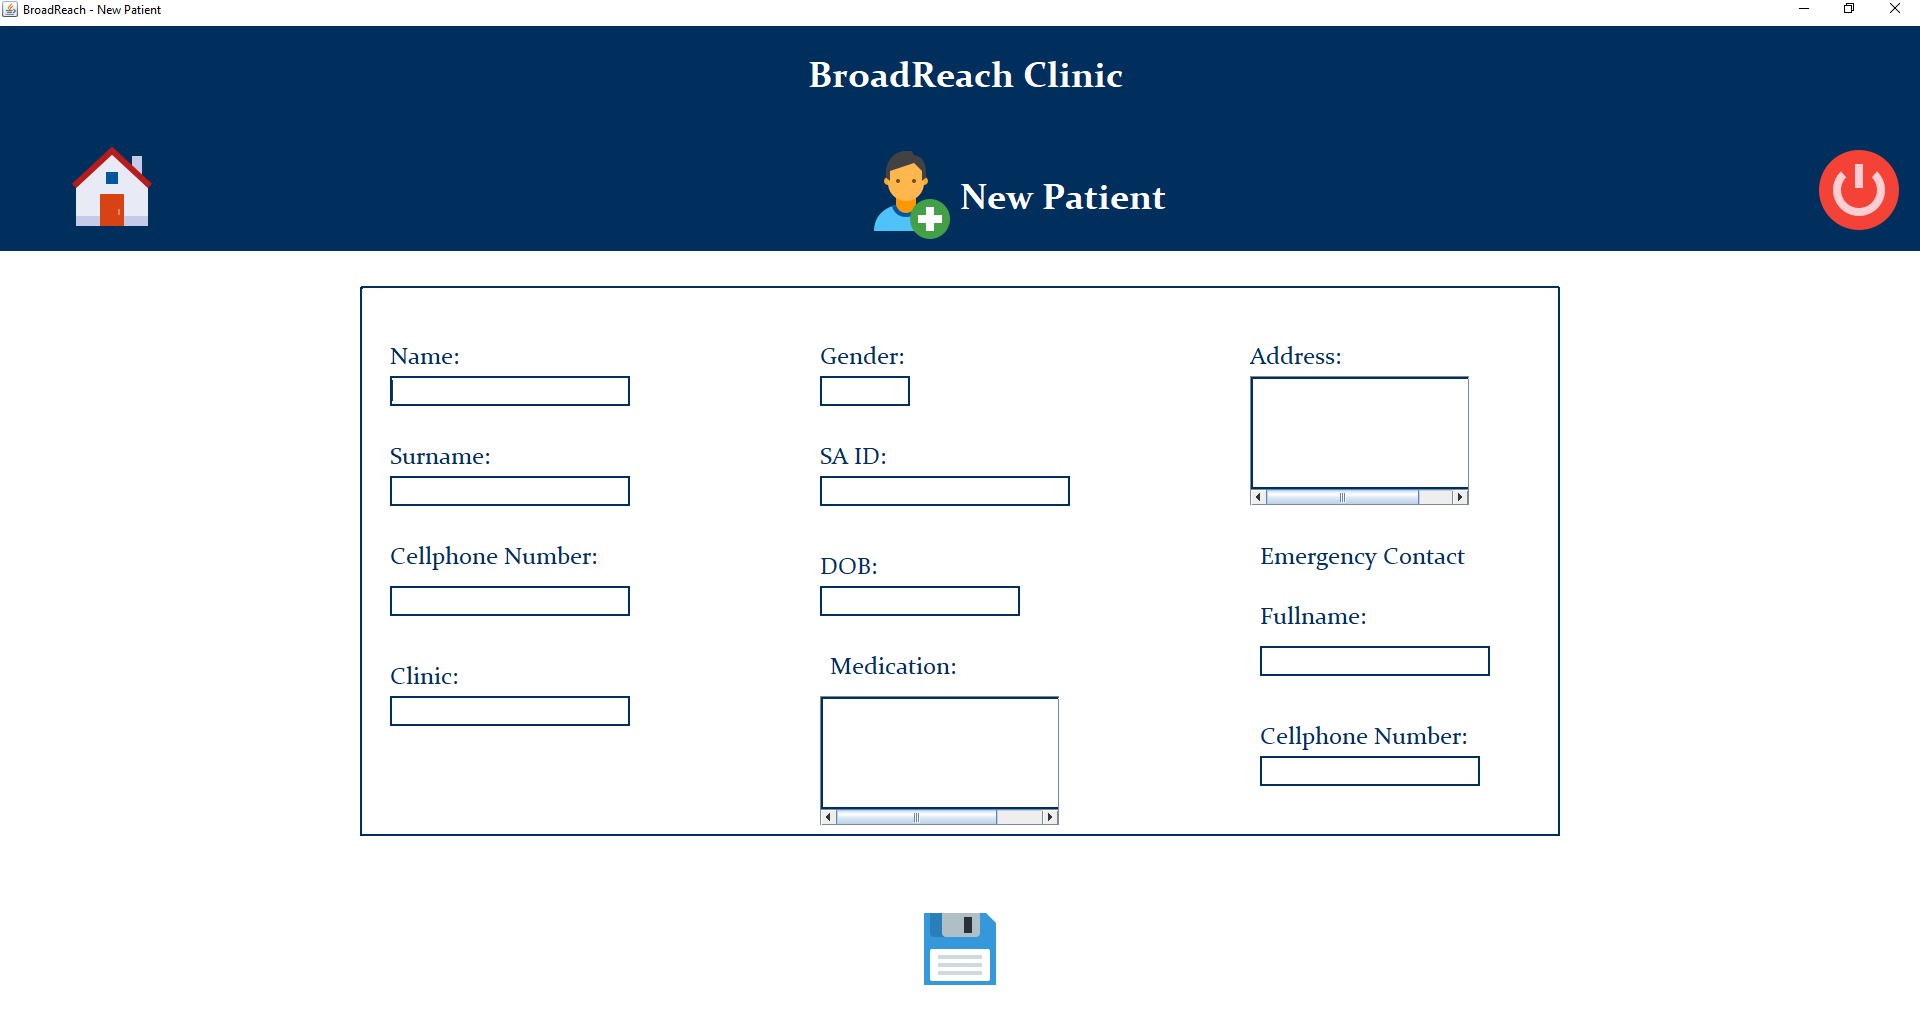 BroadReach - New Patient
BroadReach Clinic
New Patient
Name:
Gender:
Address:
Surname:
SA ID:
Cellphone Number:
DOB:
Emergency Contact
Fullname:
Clinic:
Medication:
Cellphone Number: